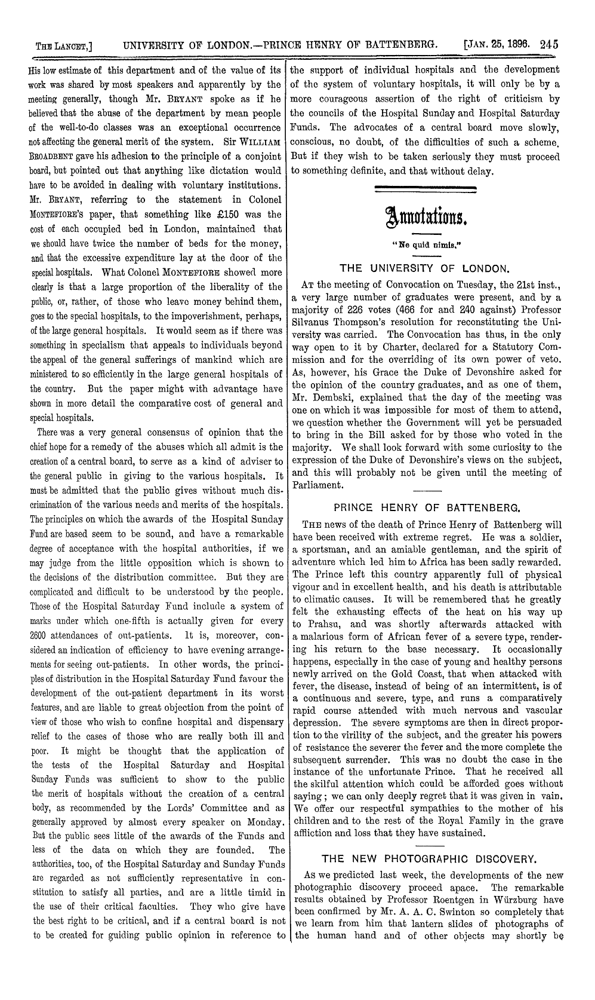 THE LANCET,] UNIVERSITY OF LONDON.—PRINCE HENRY OF BATTENBERG. [JAN. 25, 1896. 245
His low estimate of this department and of the value of its
work was shared by most speakers and apparently by the
meeting generally, though Mr. BRYANT spoke as if he
believed that the abuse of the department by mean people
of the well-to-do classes was an exceptional occurrence
not affecting the general merit of the system. Sir WILLIAM
BROADBENT gave his adhesion to the principle of a conjoint
board, but pointed out that anything like dictation would
have to be avoided in dealing with voluntary institutions.
Mr. BRYANT, referring to the statement in Colonel
MONTEFIORE'S paper, that something like £150 was the
cost of each occupied bed in London, maintained that
we should have twice the number of beds for the money,
and that the excessive expenditure lay at the door of the
special hospitals. What Colonel MONTEFIORE showed more
clearly is that a large proportion of the liberality of the
public, or, rather, of those who leave money behind them,
goes to the special hospitals, to the impoverishment, perhaps,
of the large general hospitals. It would seem as if there was
something in specialism that appeals to individuals beyond
the appeal of the general sufferings of mankind which are
ministered to so efficiently in the large general hospitals of
the country. But the paper might with advantage have
shown in more detail the comparative cost of general and
special hospitals.
There was a very general consensus of opinion that the
chief hope for a remedy of the abuses which all admit is the
creation of a central board, to serve as a kind of adviser to
the general public in giving to the various hospitals. It
must be admitted that the public gives without much dis-
crimination of the various needs and merits of the hospitals.
The principles on which the awards of the Hospital Sunday
Fund are based seem to be sound, and have a remarkable
degree of acceptance with the hospital authorities, if we
may judge from the little opposition which is shown to
the decisions of the distribution committee. But they are
complicated and difficult to be understood by the people.
Those of the Hospital Saturday Fund include a system of
marks under which one-fifth is actually given for every
2600 attendances of out-patients. It is, moreover, con-
sidered an indication of efficiency to have evening arrange-
ments for seeing out-patients. In other words, the princi-
ples of distribution in the Hospital Saturday Fund favour the
development of the out-patient department in its worst
features, and are liable to great objection from the point of
view of those who wish to confine hospital and dispensary
relief to the cases of those who are really both ill and
poor. It might be thought that the application of
the tests of the Hospital Saturday and Hospital
Sunday Funds was sufficient to show to the public
the merit of hospitals without the creation of a central
body, as recommended by the Lords' Committee and as
generally approved by almost every speaker on Monday.
But the public sees little of the awards of the Funds and
less of the data on which they are founded. The
authorities, too, of the Hospital Saturday and Sunday Funds
are regarded as not sufficiently representative in con-
stitution to satisfy all parties, and are a little timid in
the use of their critical faculties. They who give have
the best right to be critical, and if a central board is not
to be created for guiding public opinion in reference to
the support of individual hospitals and the development
of the system of voluntary hospitals, it will only be by a
more courageous assertion of the right of criticism by
the councils of the Hospital Sunday and Hospital Saturday
Funds. The advocates of a central board move slowly,
conscious, no doubt, of the difficulties of such a scheme.
But if they wish to be taken seriously they must proceed
to something definite, and that without delay.
Annotations.
"Ne quid nimis."
THE UNIVERSITY OF LONDON.
AT the meeting of Convocation on Tuesday, the 21st inst.,
a very large number of graduates were present, and by a
majority of 226 votes (466 for and 240 against) Professor
Silvanus Thompson's resolution for reconstituting the Uni-
versity was carried. The Convocation has thus, in the only
way open to it by Charter, declared for a Statutory Com-
mission and for the overriding of its own power of veto.
As, however, his Grace the Duke of Devonshire asked for
the opinion of the country graduates, and as one of them,
Mr. Dembski, explained that the day of the meeting was
one on which it was impossible for most of them to attend,
we question whether the Government will yet be persuaded
to bring in the Bill asked for by those who voted in the
majority. We shall look forward with some curiosity to the
expression of the Duke of Devonshire's views on the subject,
and this will probably not be given until the meeting of
Parliament.
PRINCE HENRY OF BATTENBERG.
THE news of the death of Prince Henry of Battenberg will
have been received with extreme regret. He was a soldier,
a sportsman, and an amiable gentleman, and the spirit of
adventure which led him to Africa has been sadly rewarded.
The Prince left this country apparently full of physical
vigour and in excellent health, and his death is attributable
to climatic causes. It will be remembered that he greatly
felt the exhausting effects of the heat on his way up
to Prahsu, and was shortly afterwards attacked with
a malarious form of African fever of a severe type, render-
ing his return to the base necessary. It occasionally
happens, especially in the case of young and healthy persons
newly arrived on the Gold Coast, that when attacked with
fever, the disease, instead of being of an intermittent, is of
a continuous and severe, type, and runs a comparatively
rapid course attended with much nervous and vascular
depression. The severe symptoms are then in direct propor-
tion to the virility of the subject, and the greater his powers
of resistance the severer the fever and the more complete the
subsequent surrender. This was no doubt the case in the
instance of the unfortunate Prince. That he received all
the skilful attention which could be afforded goes without
saying; we can only deeply regret that it was given in vain.
We offer our respectful sympathies to the mother of his
children and to the rest of the Royal Family in the grave
affliction and loss that they have sustained.
THE NEW PHOTOGRAPHIC DISCOVERY.
AS we predicted last week, the developments of the new
photographic discovery proceed apace. The remarkable
results obtained by Professor Roentgen in Würzburg have
been confirmed by Mr. A. A. C. Swinton so completely that
we learn from him that lantern slides of photographs of
the human hand and of other objects may shortly be